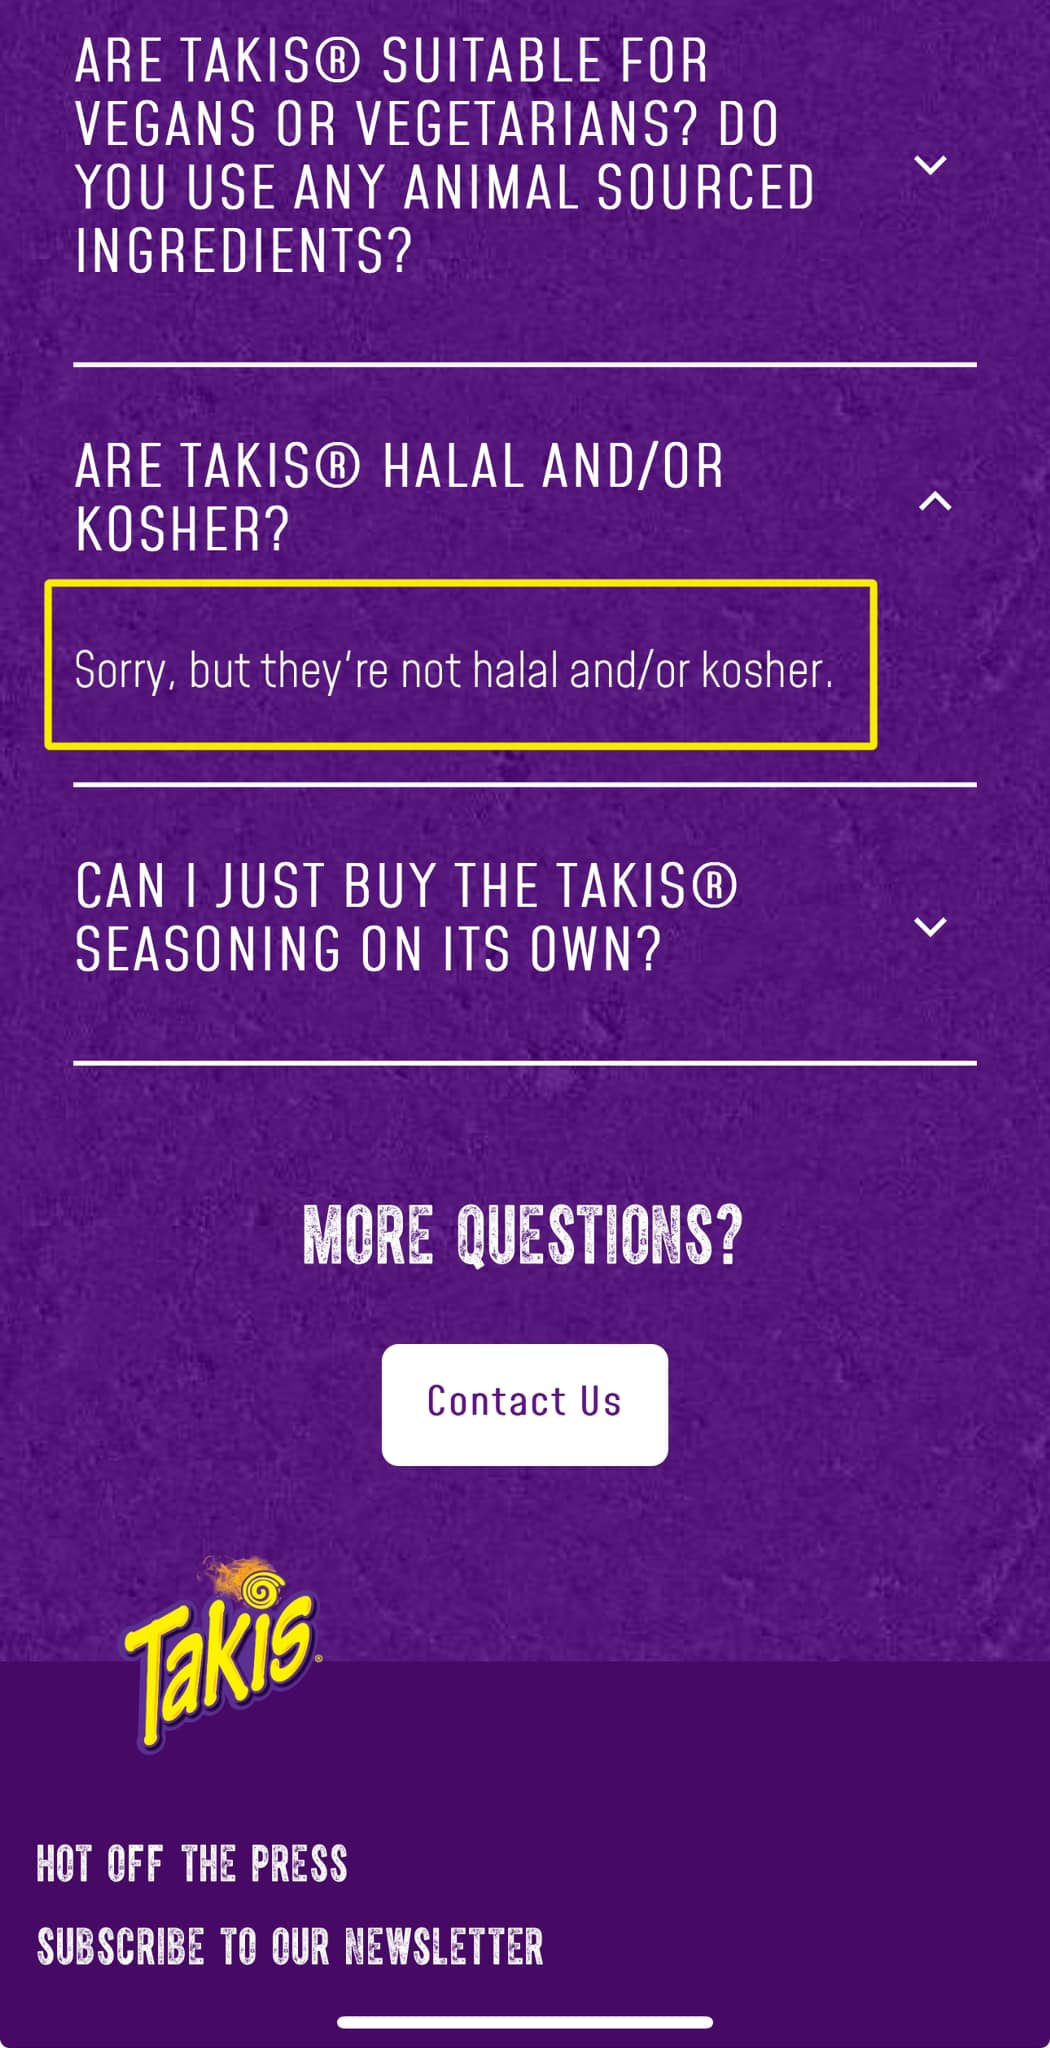 ARE TAKIS® SUITABLE FOR
VEGANS OR VEGETARIANS? DO
YOU USE ANY ANIMAL SOURCED
INGREDIENTS?
ARE TAKIS® HALAL AND/OR
KOSHER?
Sorry, but they're not halal and/or kosher.
CAN I JUST BUY THE TAKIS®
SEASONING ON ITS OWN?
MORE QUESTIONS?
Contact Us
Takis®
HOT OFF THE PRESS
SUBSCRIBE TO OUR NEWSLETTER